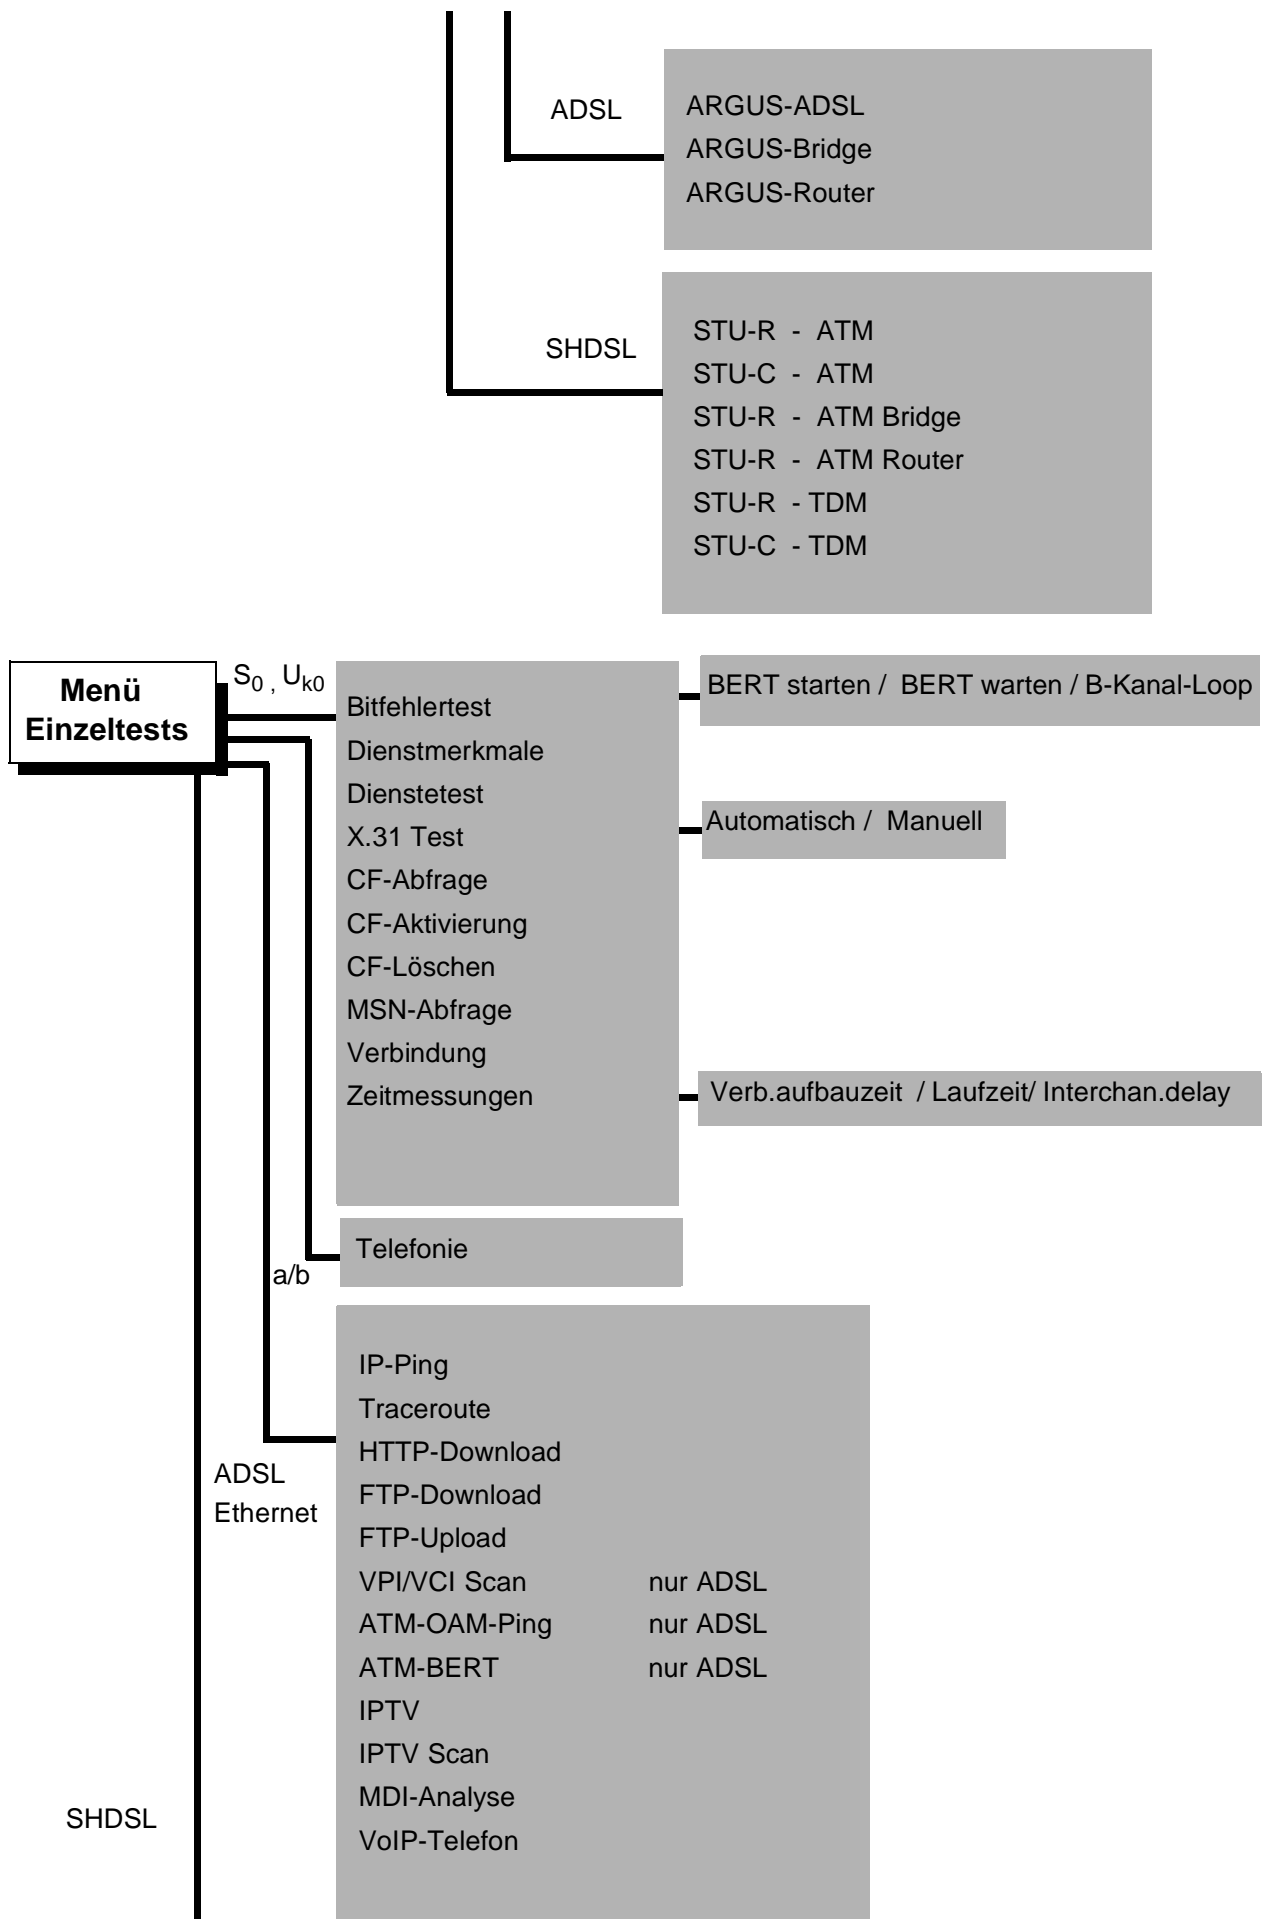 ADSL
ARGUS-ADSL
ARGUS-Bridge
ARGUS-Router
SHDSL
STU-R - ATM
STU-C - ATM
STU-R - ATM Bridge
STU-R - ATM Router
STU-R - TDM
STU-C - TDM
Menü
Einzeltests
S0 , Uk0
Bitfehlertest
Dienstmerkmale
Dienstetest
X.31 Test
CF-Abfrage
CF-Aktivierung
CF-Löschen
MSN-Abfrage
Verbindung
Zeitmessungen
BERT starten / BERT warten / B-Kanal-Loop
Automatisch / Manuell
Verb.aufbauzeit / Laufzeit/ Interchan.delay
a/b
Telefonie
ADSL
Ethernet
IP-Ping
Traceroute
HTTP-Download
FTP-Download
FTP-Upload
VPI/VCI Scan nur ADSL
ATM-OAM-Ping nur ADSL
ATM-BERT nur ADSL
IPTV
IPTV Scan
MDI-Analyse
VoIP-Telefon
SHDSL